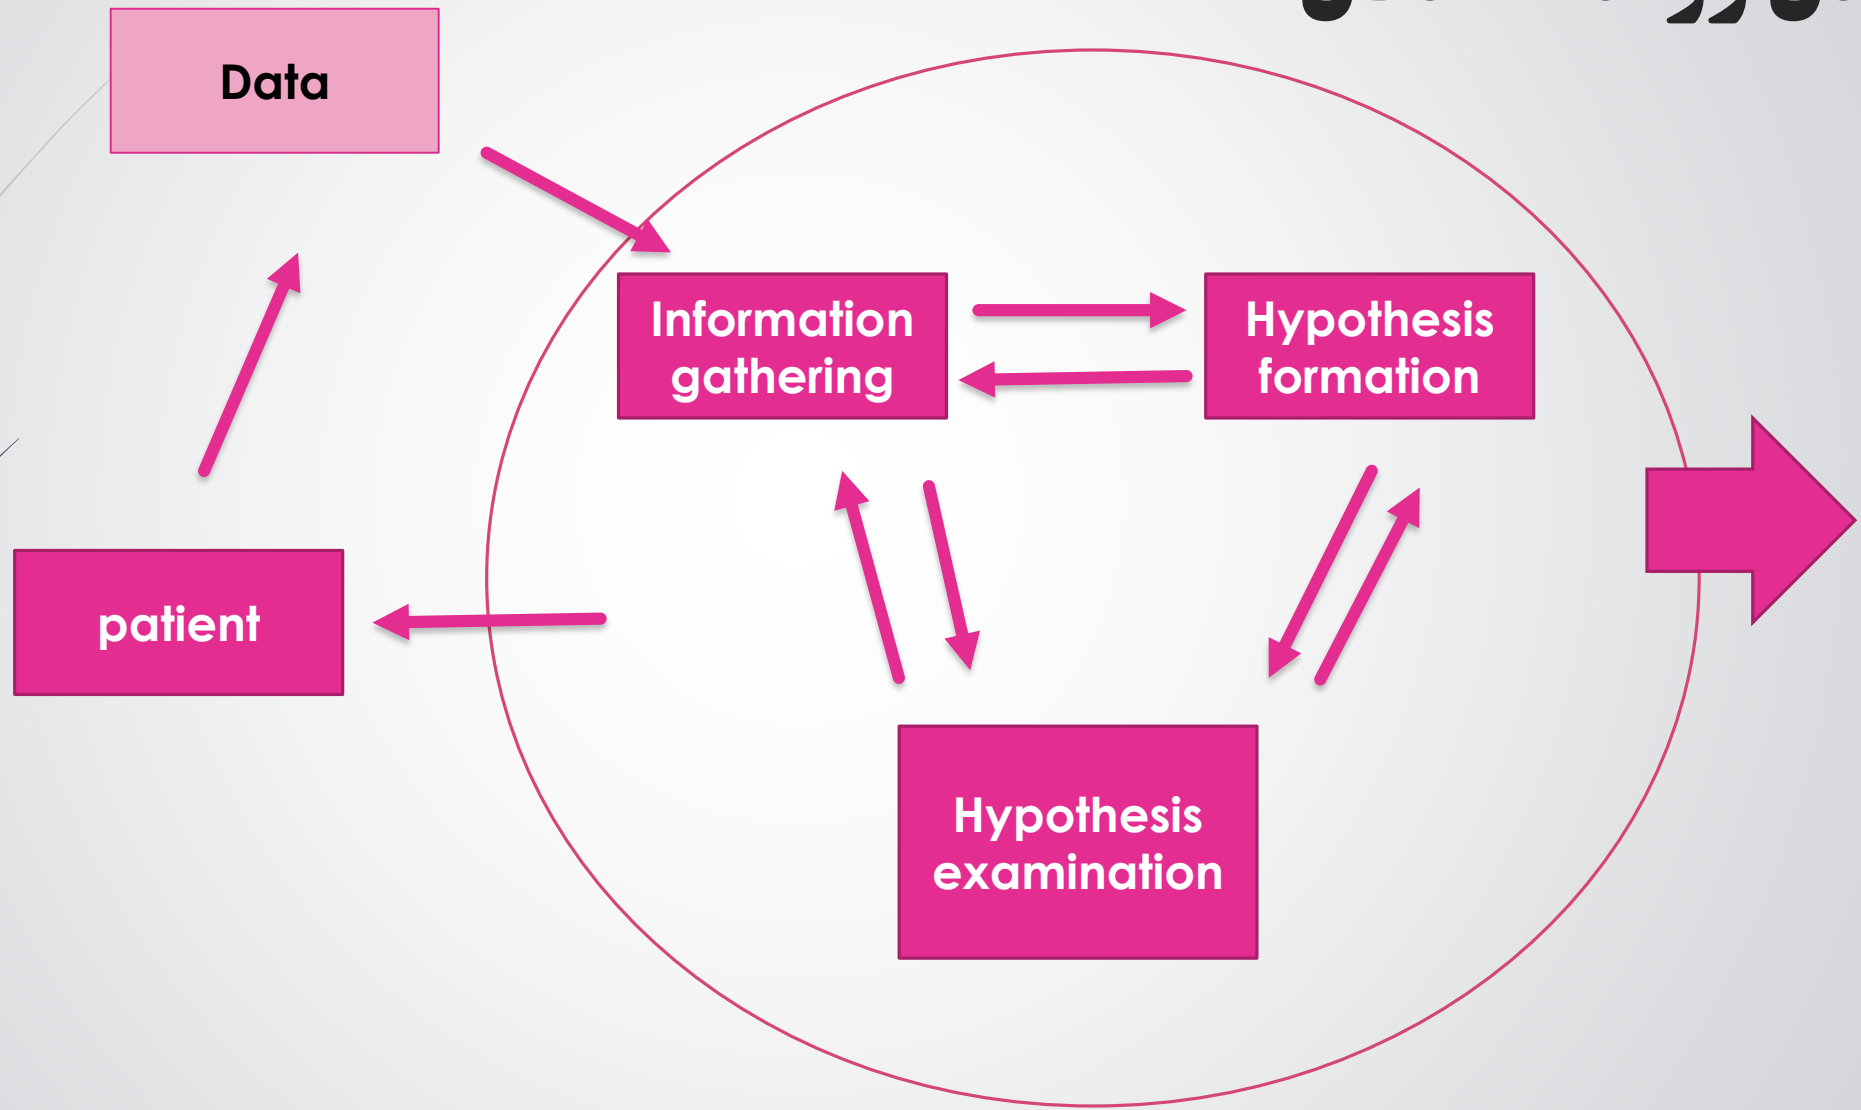 Data
Information
gathering
Hypothesis
formation
patient
Hypothesis
examination